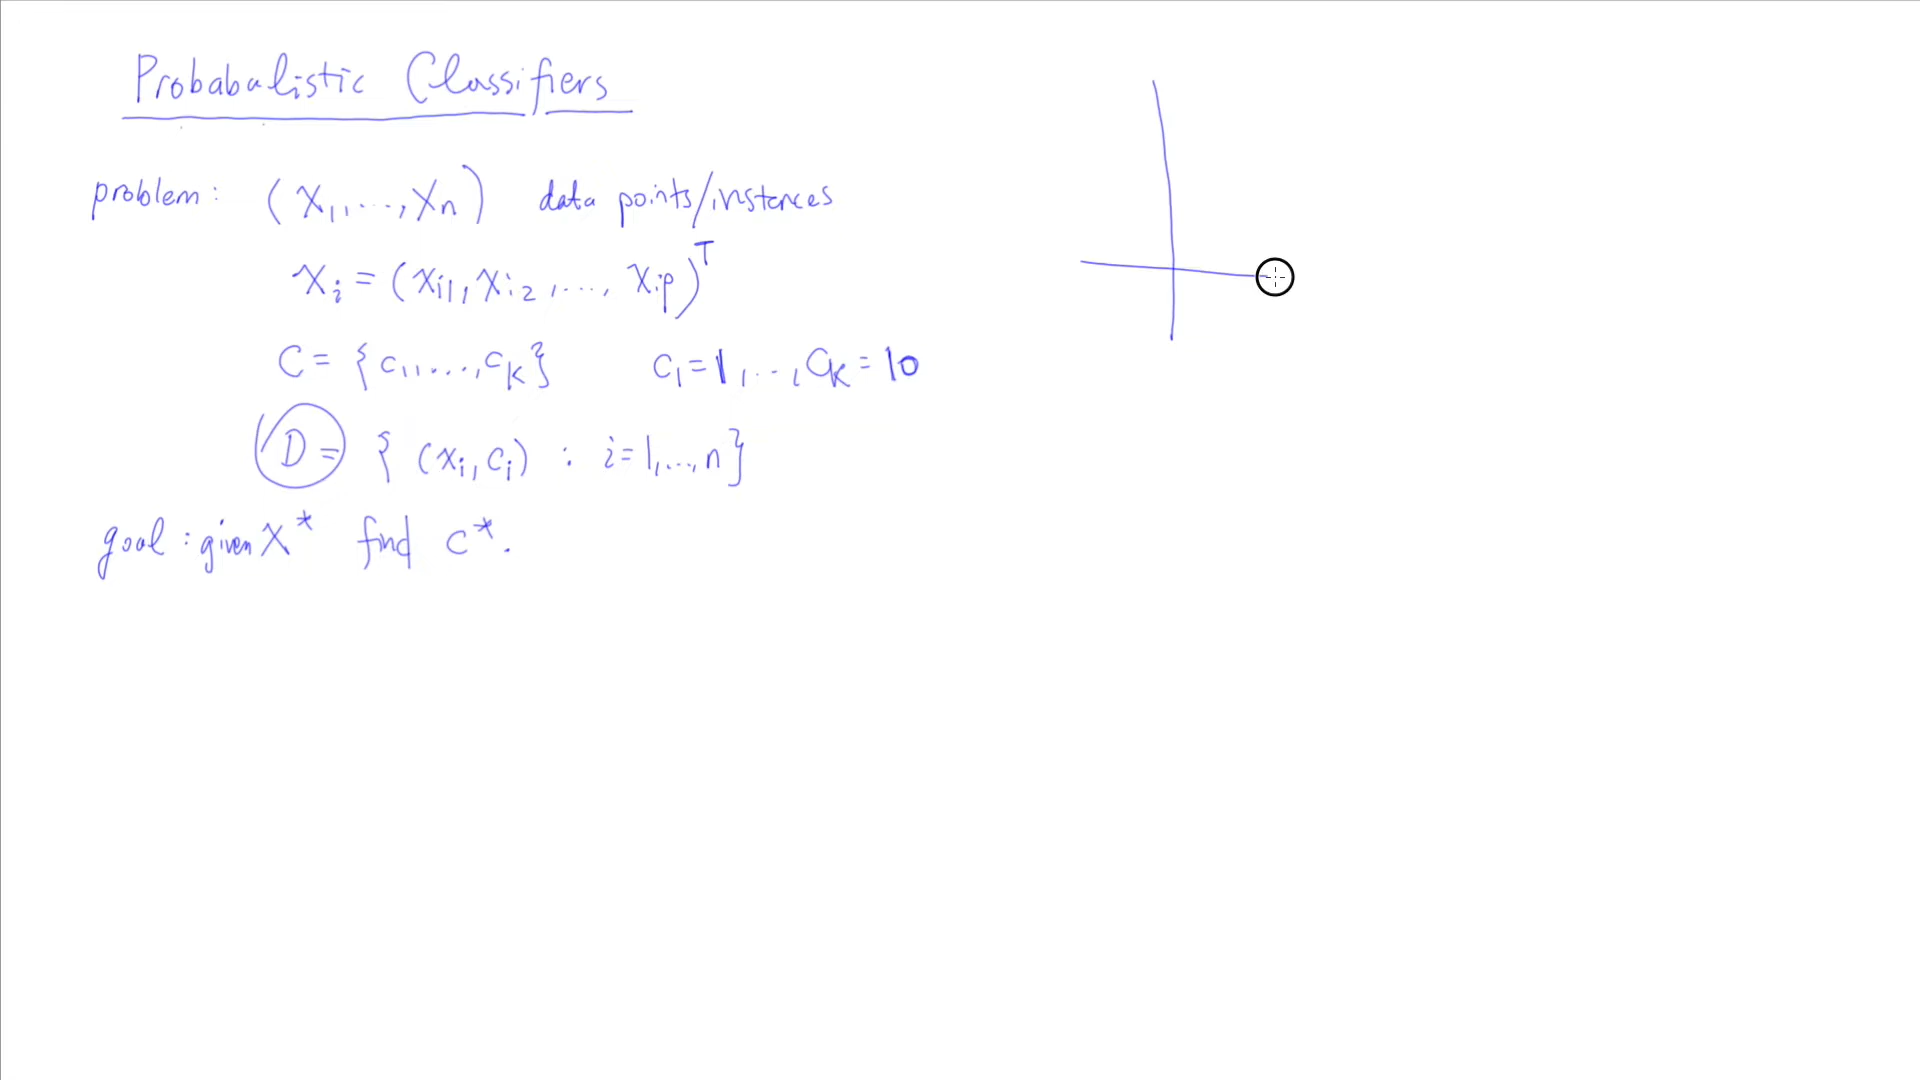 Probabalistic Classifiers
problem: (x₁,...,xₙ) data points/instances
xᵢ = (xᵢ₁, xᵢ₂, ..., xᵢₚ)ᵀ
C = {c₁,...,cₖ} c₁=1,...,cₖ=10
D = {(xᵢ, cᵢ) : i=1,...,n}
goal: given x* find c*.